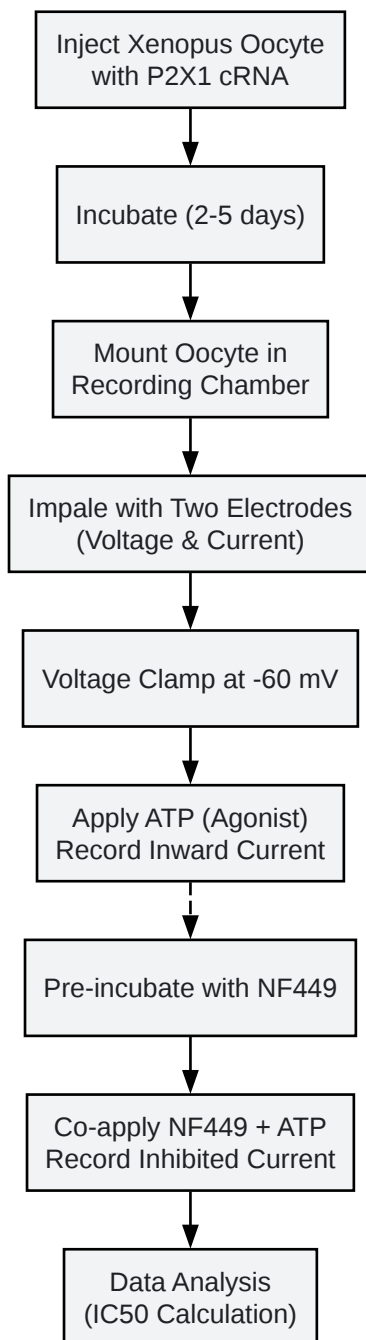 Inject Xenopus Oocyte
with P2X1 cRNA
Incubate (2-5 days)
Mount Oocyte in
Recording Chamber
Impale with Two Electrodes
(Voltage & Current)
Voltage Clamp at -60 mV
Apply ATP (Agonist)
Record Inward Current
Pre-incubate with NF449
Co-apply NF449 + ATP
Record Inhibited Current
Data Analysis
(IC50 Calculation)